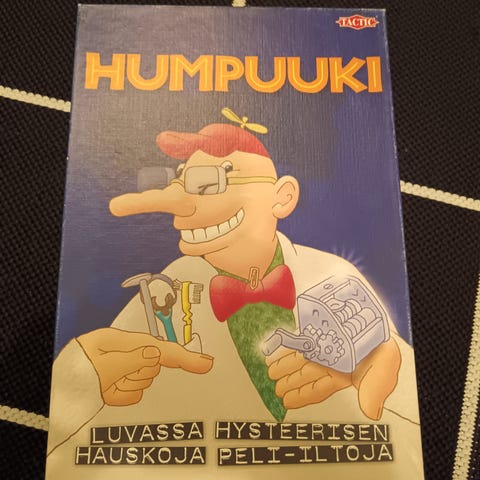 TACTIC
HUMPUUKI
LUVASSA HYSTEERISEN
HAUSKOJA PELI-ILTOJA